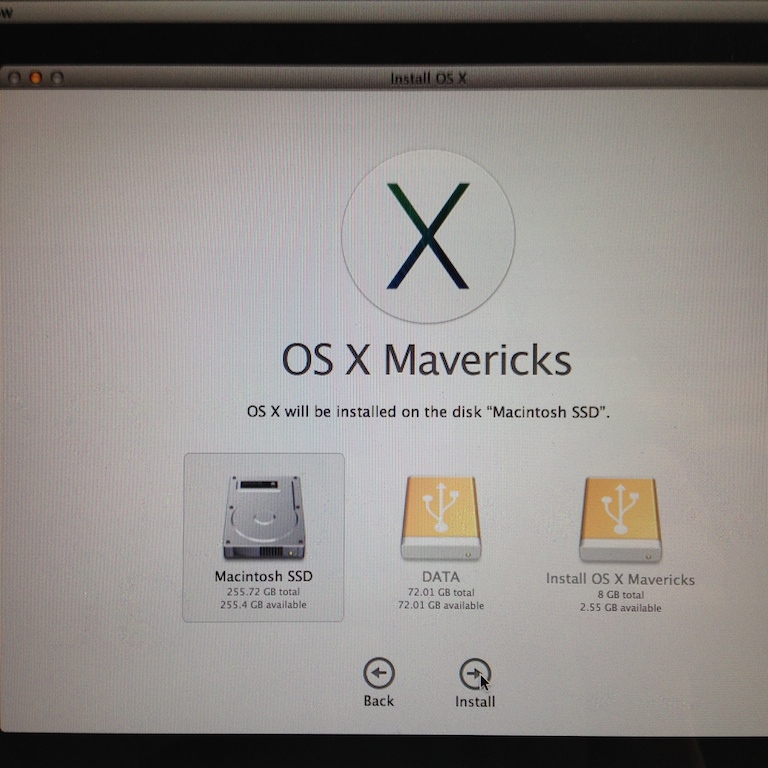 Install OS X
X
OS X Mavericks
OS X will be installed on the disk “Macintosh SSD”.
Macintosh SSD
255.72 GB total
255.4 GB available
DATA
72.01 GB total
72.01 GB available
Install OS X Mavericks
8 GB total
2.55 GB available
Back
Install